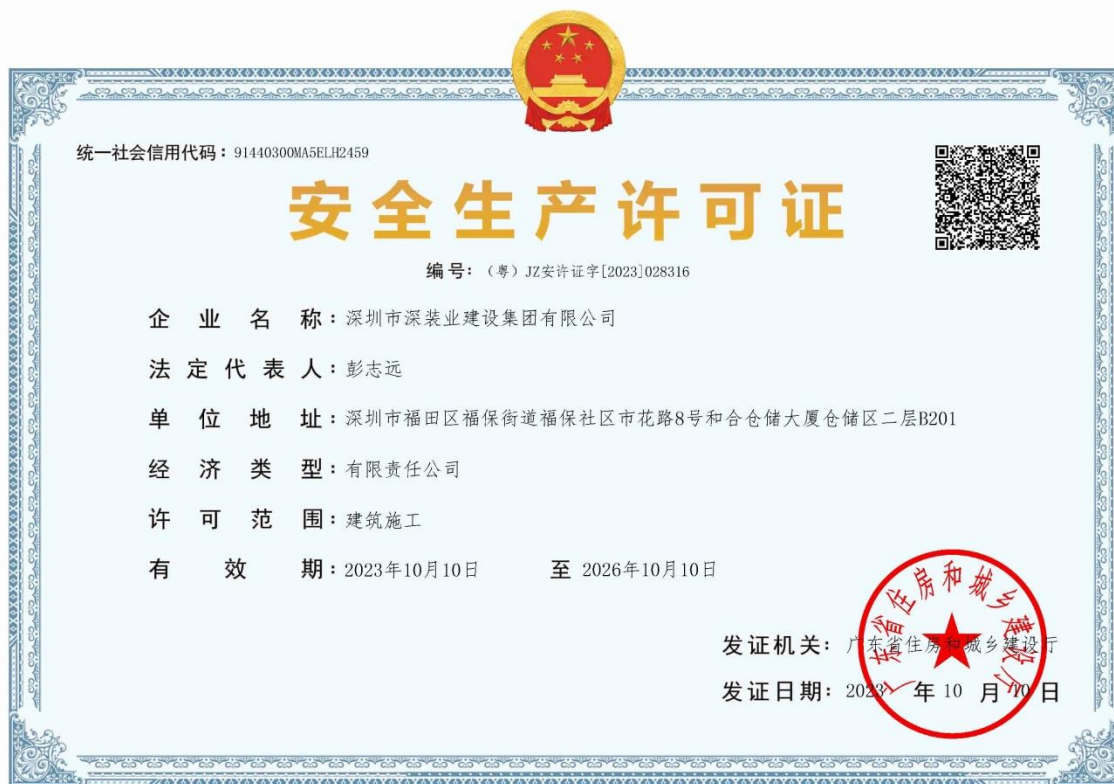 统一社会信用代码：91440300MA5ELH2459
安全生产许可证
编号：（粤）JZ安许证字[2023]028316
企业名称：深圳市深装业建设集团有限公司
法定代表人：彭志远
单位地址：深圳市福田区福保街道福保社区市花路8号和合仓储大厦仓储区二层B201
经济类型：有限责任公司
许可范围：建筑施工
有效期：2023年10月10日 至 2026年10月10日
广东省住房和城乡建设厅
发证机关：广东省住房和城乡建设厅
发证日期：2023 年 10 月 10 日